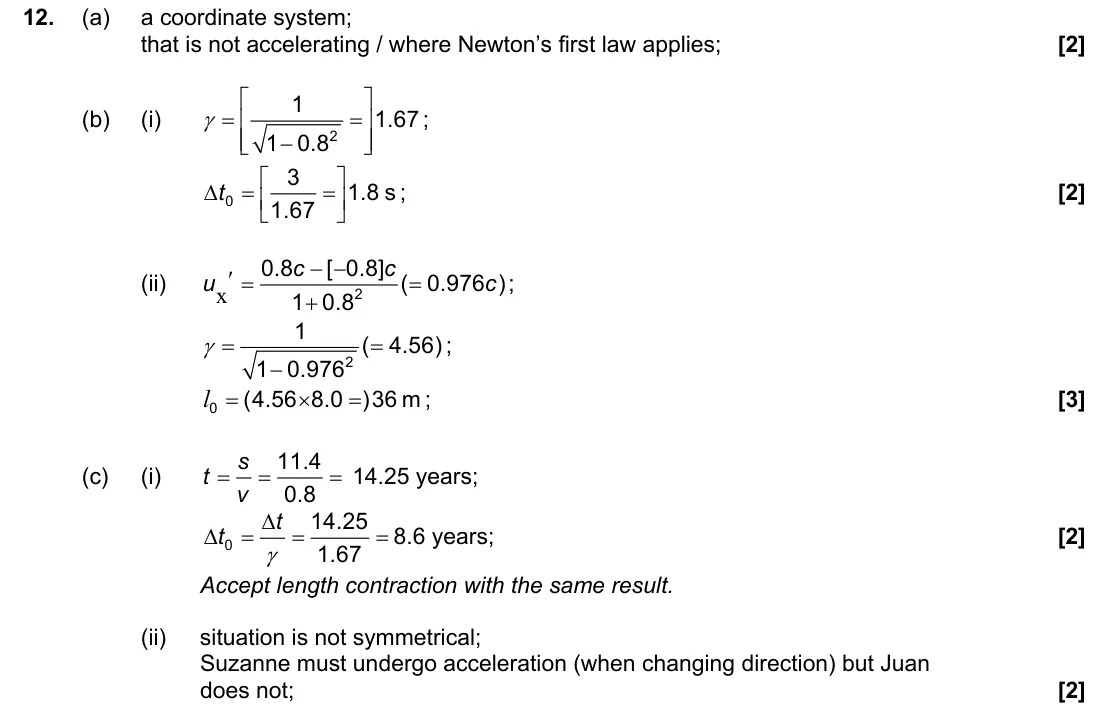 12. (a) a coordinate system;
that is not accelerating / where Newton's first law applies; [2]
(b) (i) γ = [1/√(1 − 0.8²) =] 1.67;
Δt₀ = [3/1.67 =] 1.8 s; [2]
(ii) uₓ′ = (0.8c − [−0.8]c)/(1 + 0.8²) (= 0.976c);
γ = 1/√(1 − 0.976²) (= 4.56);
l₀ = (4.56×8.0 =)36 m; [3]
(c) (i) t = s/v = 11.4/0.8 = 14.25 years;
Δt₀ = Δt/γ = 14.25/1.67 = 8.6 years; [2]
Accept length contraction with the same result.
(ii) situation is not symmetrical;
Suzanne must undergo acceleration (when changing direction) but Juan
does not; [2]